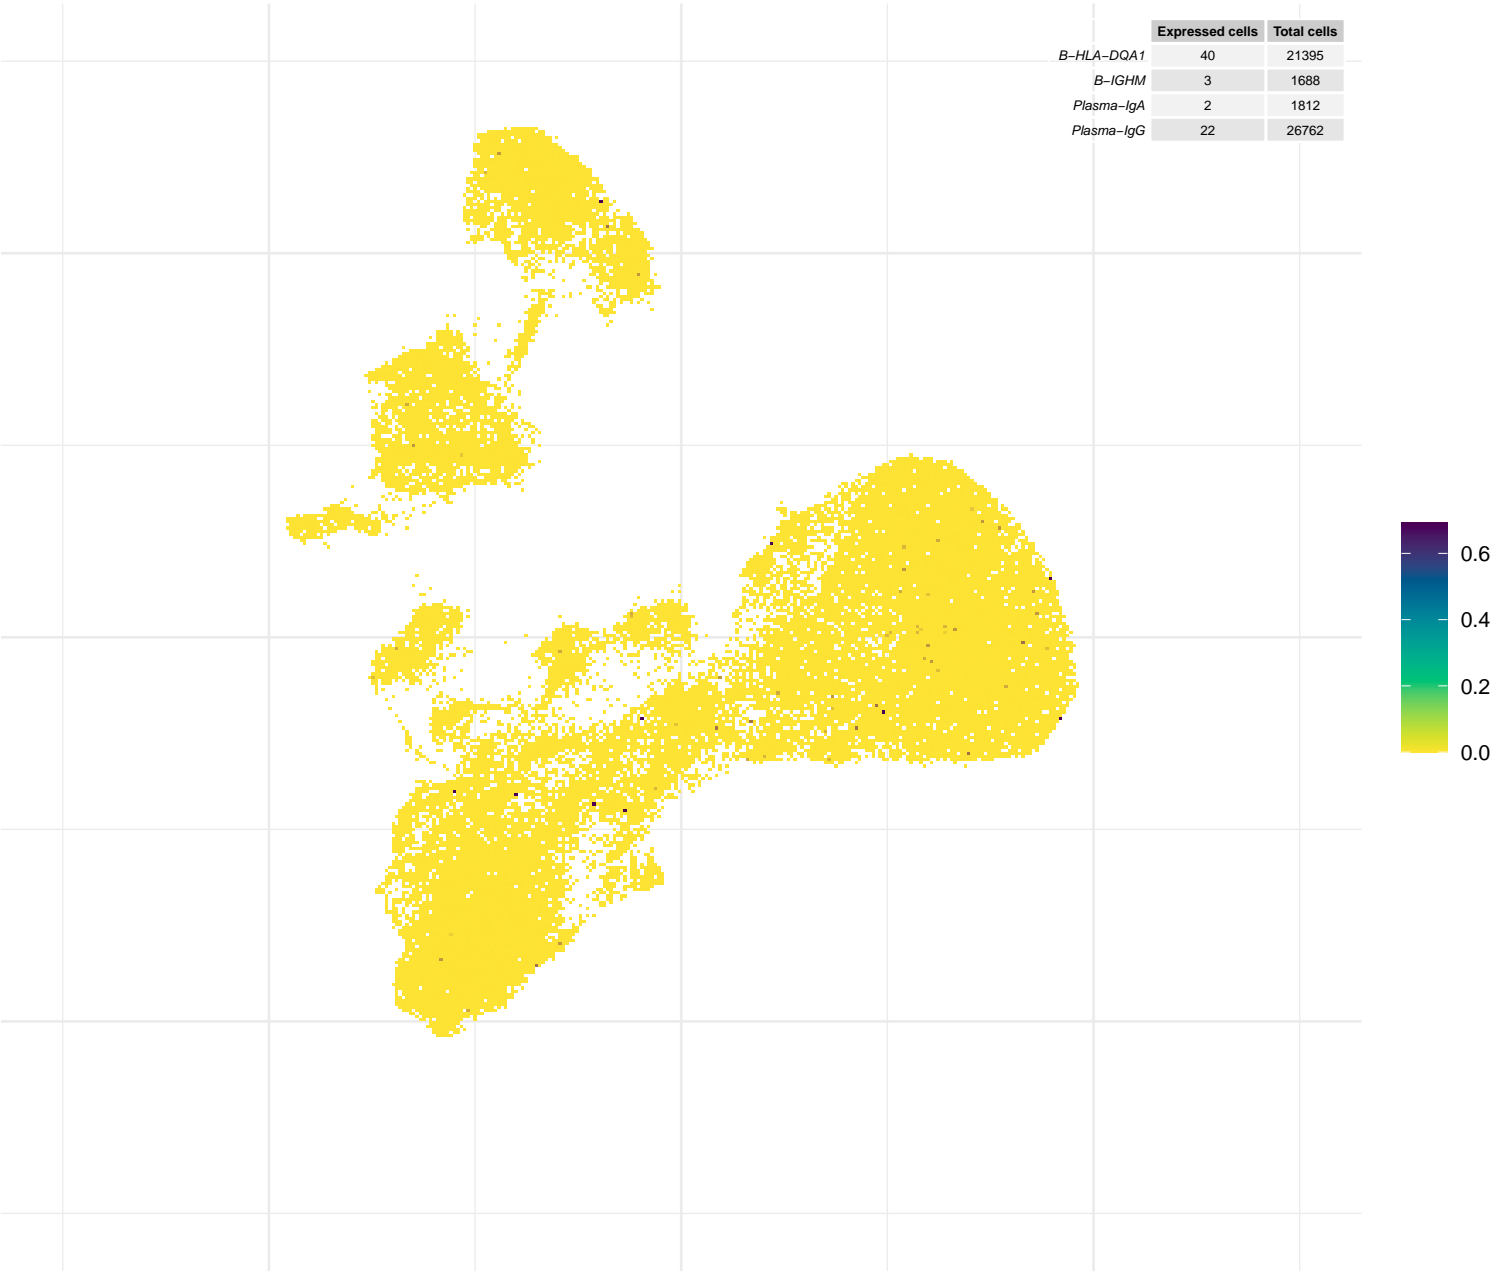 Expressed cells Total cells
B−HLA−DQA1 40 21395
B−IGHM 3 1688
Plasma−IgA 2 1812
Plasma−IgG 22 26762
0.6
0.4
0.2
0.0